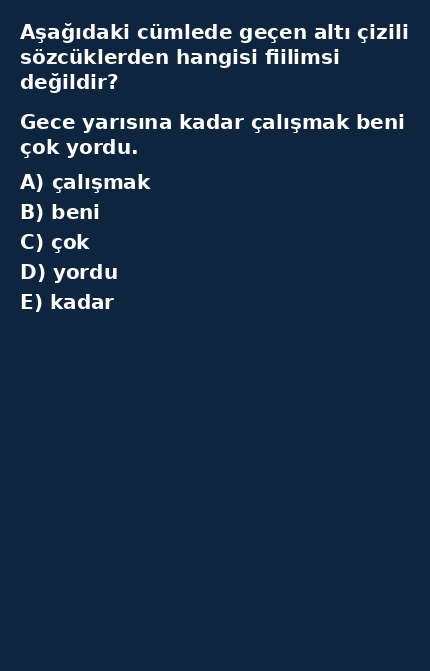 Aşağıdaki cümlede geçen altı çizili
sözcüklerden hangisi fiilimsi
değildir?
Gece yarısına kadar çalışmak beni
çok yordu.
A) çalışmak
B) beni
C) çok
D) yordu
E) kadar